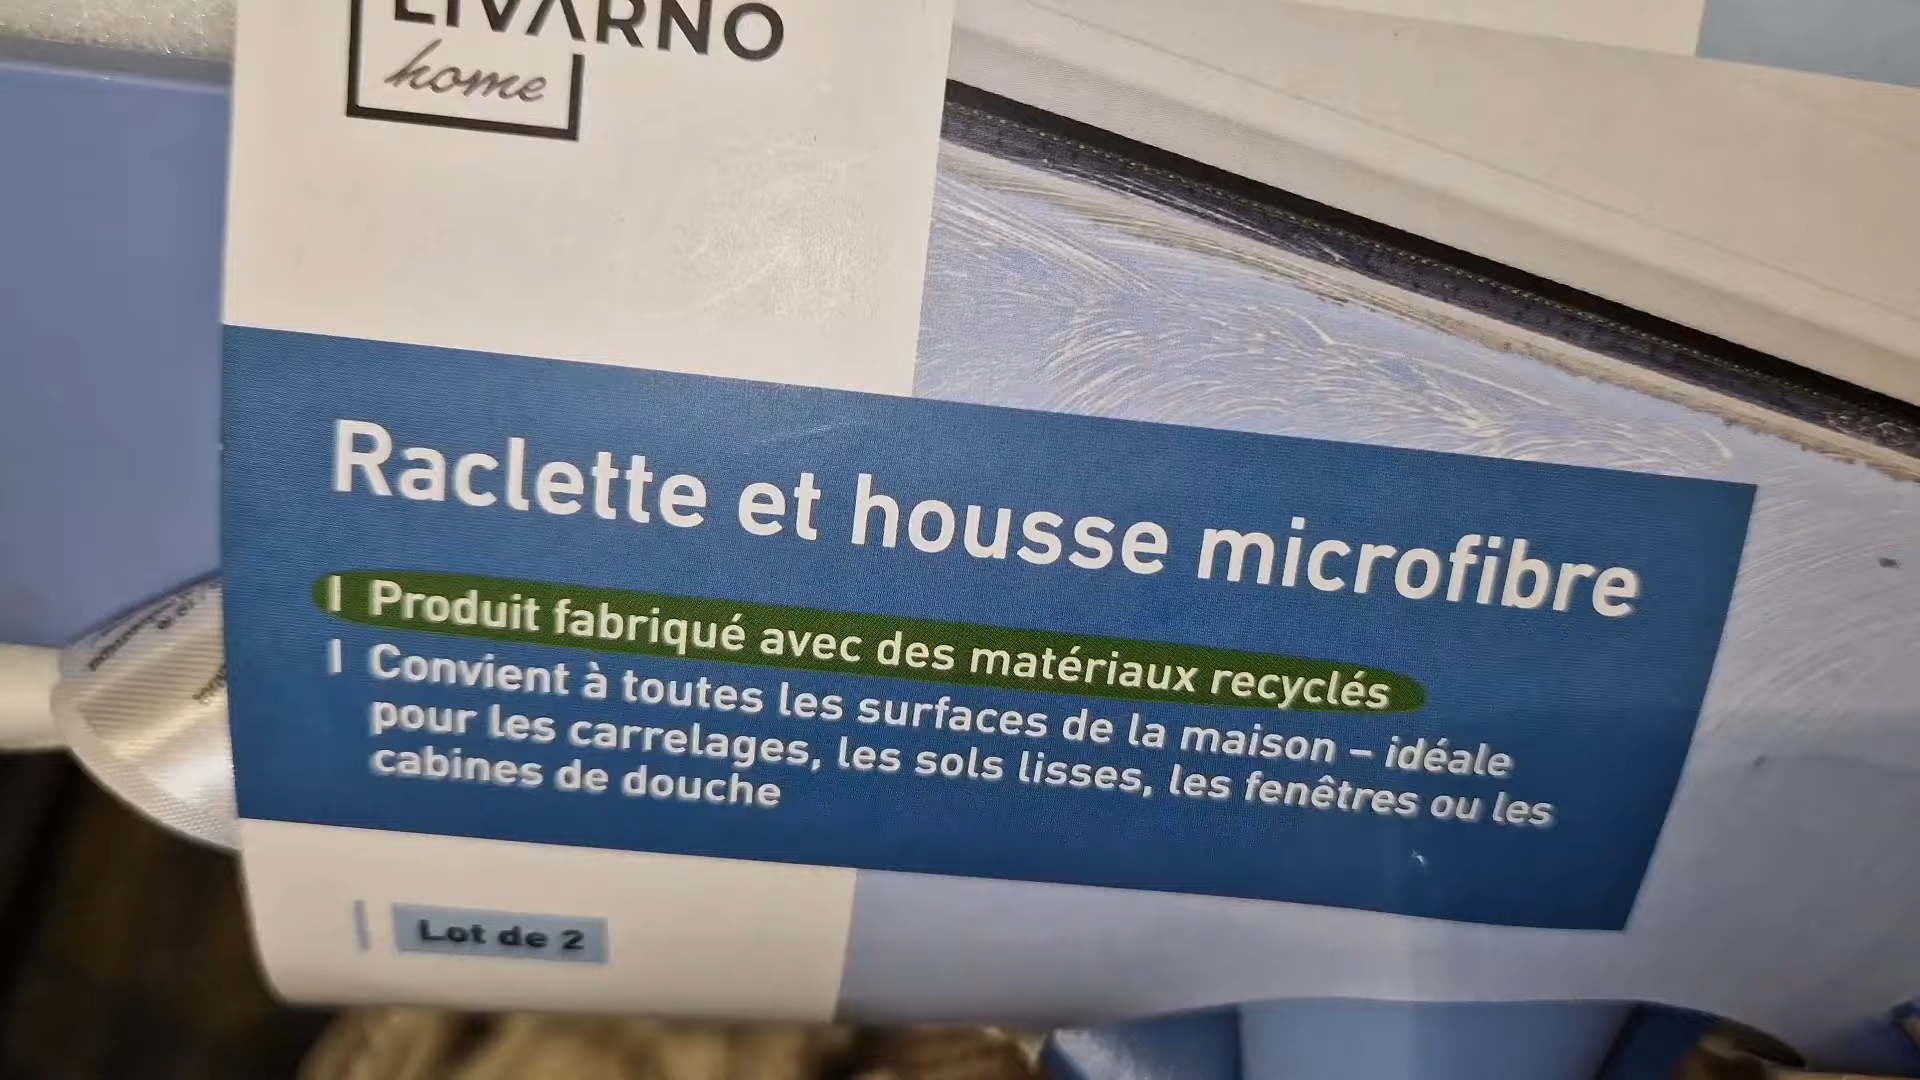 LIVARNO
home
Raclette et housse microfibre
| Produit fabriqué avec des matériaux recyclés
| Convient à toutes les surfaces de la maison – idéale
pour les carrelages, les sols lisses, les fenêtres ou les
cabines de douche
Lot de 2